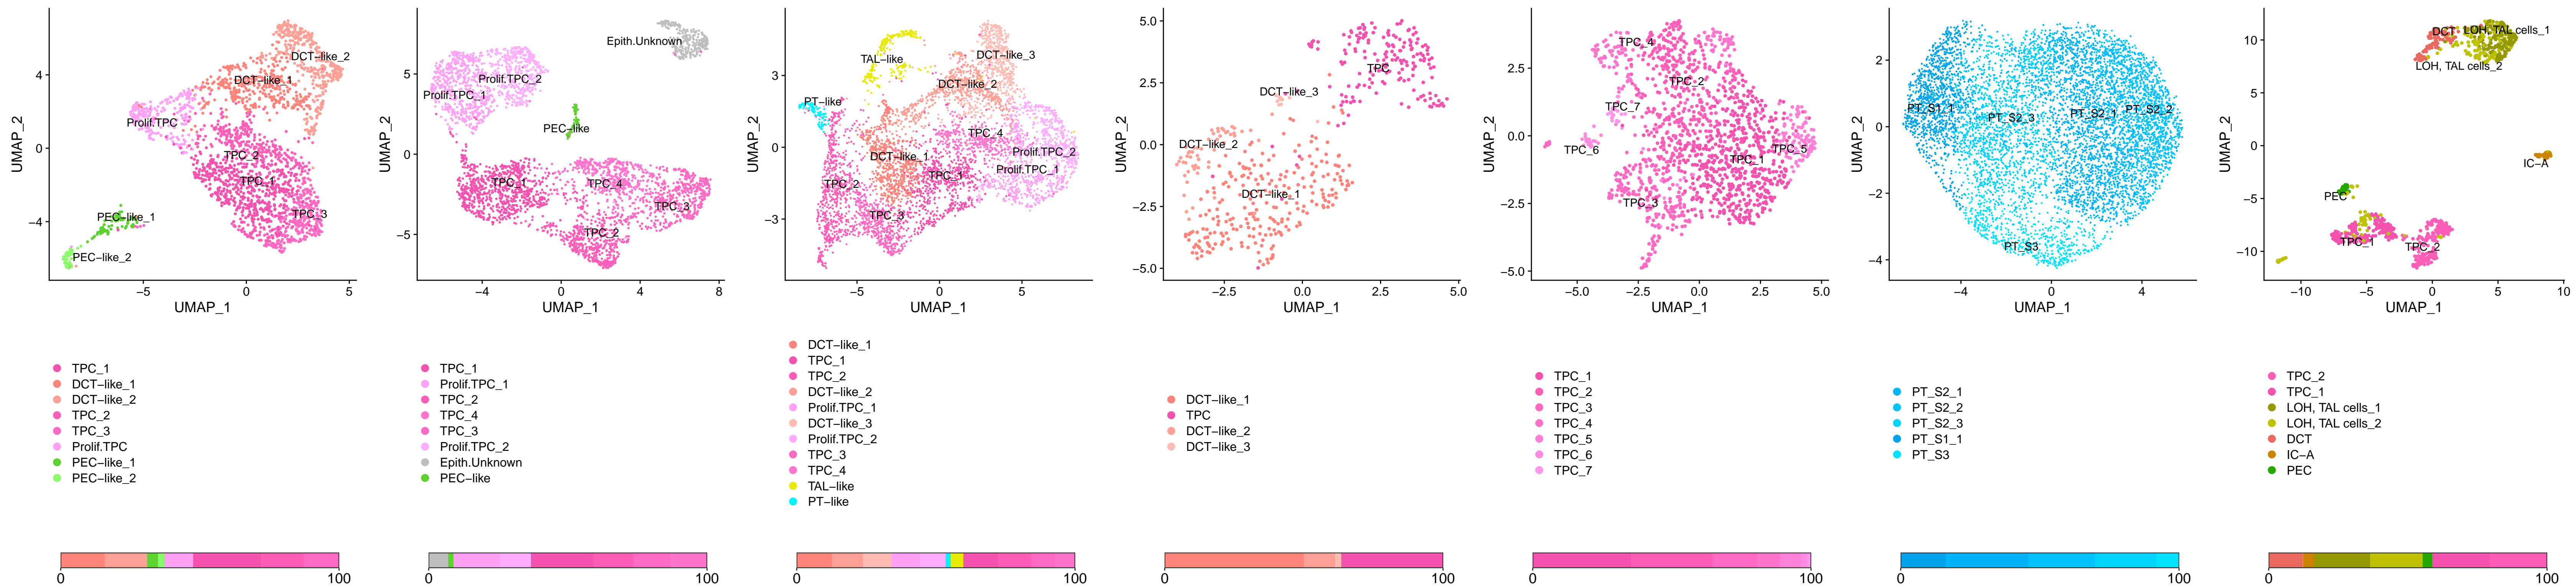 UMAP_2
4
0
−4
−5
0
5
UMAP_1
DCT−like_2
DCT−like_1
Prolif.TPC
TPC_2
TPC_1
TPC_3
PEC−like_1
PEC−like_2
TPC_1
DCT−like_1
DCT−like_2
TPC_2
TPC_3
Prolif.TPC
PEC−like_1
PEC−like_2
0
100
UMAP_2
5
0
−5
−4
0
4
8
UMAP_1
Epith.Unknown
Prolif.TPC_2
Prolif.TPC_1
PEC−like
TPC_1
TPC_4
TPC_3
TPC_2
TPC_1
Prolif.TPC_1
TPC_2
TPC_4
TPC_3
Prolif.TPC_2
Epith.Unknown
PEC−like
0
100
UMAP_2
3
0
−3
−5
0
5
UMAP_1
DCT−like_3
TAL−like
DCT−like_2
PT−like
TPC_4
Prolif.TPC_2
DCT−like_1
Prolif.TPC_1
TPC_1
TPC_2
TPC_3
DCT−like_1
TPC_1
TPC_2
DCT−like_2
Prolif.TPC_1
DCT−like_3
Prolif.TPC_2
TPC_3
TPC_4
TAL−like
PT−like
0
100
UMAP_2
5.0
2.5
0.0
−2.5
−5.0
−2.5
0.0
2.5
5.0
UMAP_1
TPC
DCT−like_3
DCT−like_2
DCT−like_1
DCT−like_1
TPC
DCT−like_2
DCT−like_3
0
100
UMAP_2
2.5
0.0
−2.5
−5.0
−5.0
−2.5
0.0
2.5
5.0
UMAP_1
TPC_4
TPC_2
TPC_7
TPC_6
TPC_5
TPC_1
TPC_3
TPC_1
TPC_2
TPC_3
TPC_4
TPC_5
TPC_6
TPC_7
0
100
UMAP_2
2
0
−2
−4
−4
0
4
UMAP_1
PT_S1_1
PT_S2_3
PT_S2_1
PT_S2_2
PT_S3
PT_S2_1
PT_S2_2
PT_S2_3
PT_S1_1
PT_S3
0
100
UMAP_2
10
5
0
−5
−10
−10
−5
0
5
10
UMAP_1
DCT
LOH, TAL cells_1
LOH, TAL cells_2
IC−A
PEC
TPC_1
TPC_2
TPC_2
TPC_1
LOH, TAL cells_1
LOH, TAL cells_2
DCT
IC−A
PEC
0
100